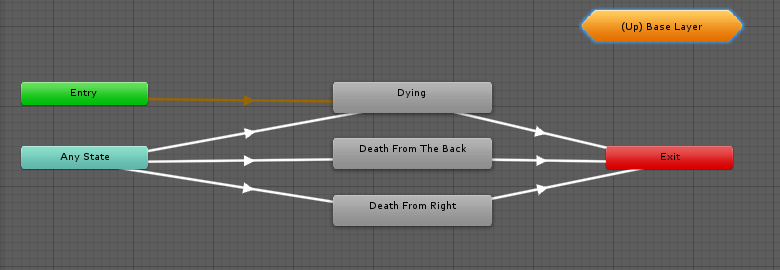 (Up) Base Layer
Entry
Dying
Any State
Death From The Back
Exit
Death From Right